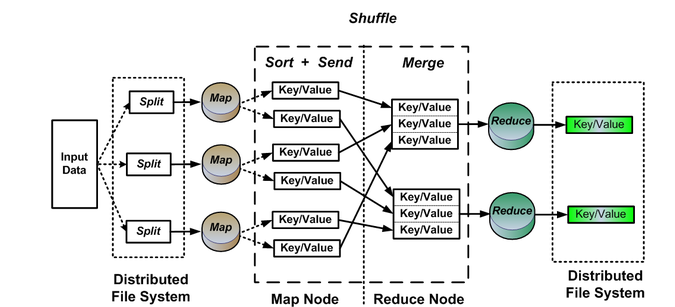 Shuffle
Sort + Send
Merge
Input
Data
Split
Split
Split
Map
Map
Map
Key/Value
Key/Value
Key/Value
Key/Value
Key/Value
Key/Value
Key/Value
Key/Value
Key/Value
Key/Value
Key/Value
Key/Value
Reduce
Reduce
Key/Value
Key/Value
Distributed
File System
Map Node
Reduce Node
Distributed
File System